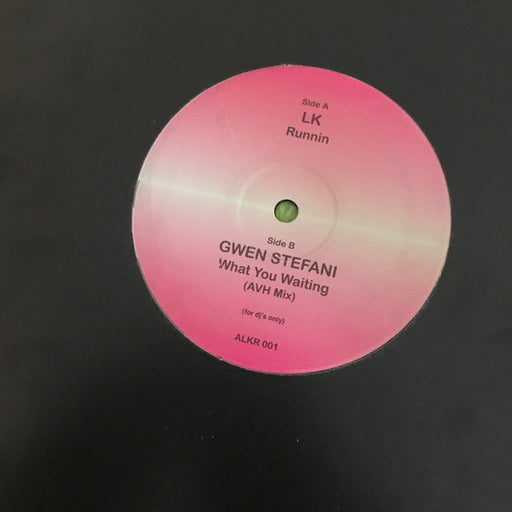 Side A
LK
Runnin
Side B
GWEN STEFANI
What You Waiting
(AVH Mix)
(for dj's only)
ALKR 001